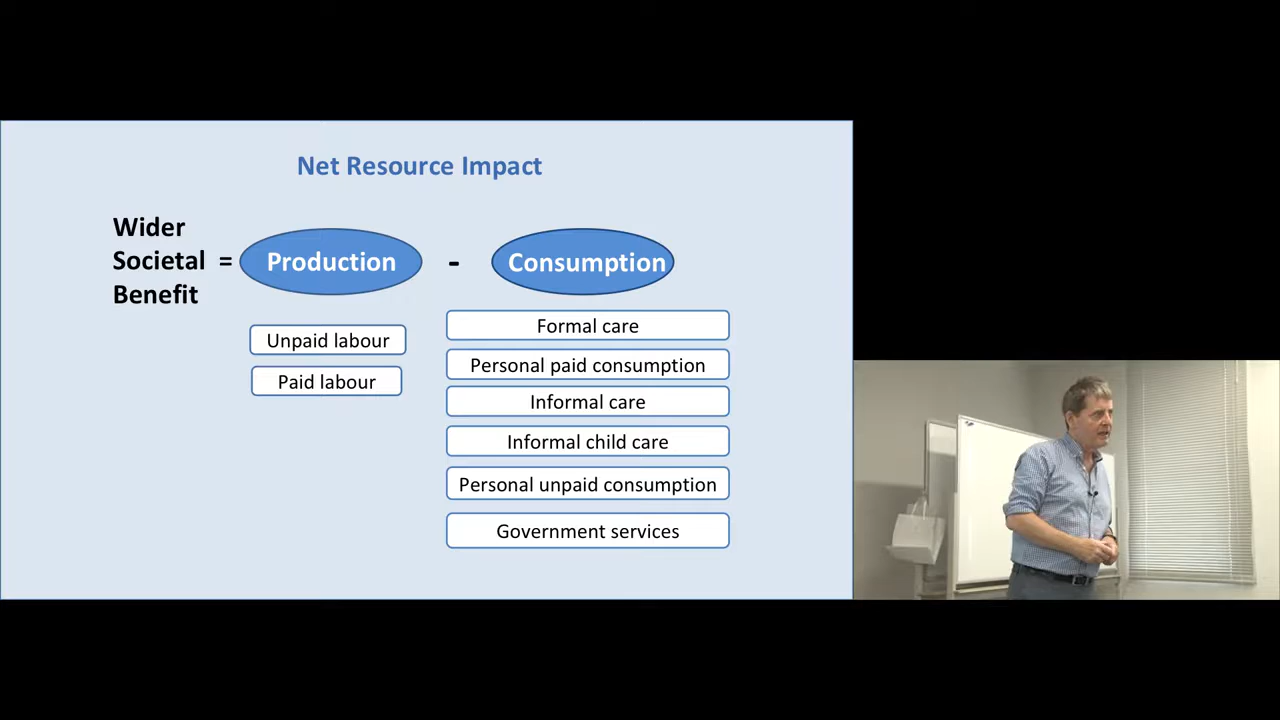 Net Resource Impact
Wider
Societal =
Benefit
Production
-
Consumption
Unpaid labour
Paid labour
Formal care
Personal paid consumption
Informal care
Informal child care
Personal unpaid consumption
Government services